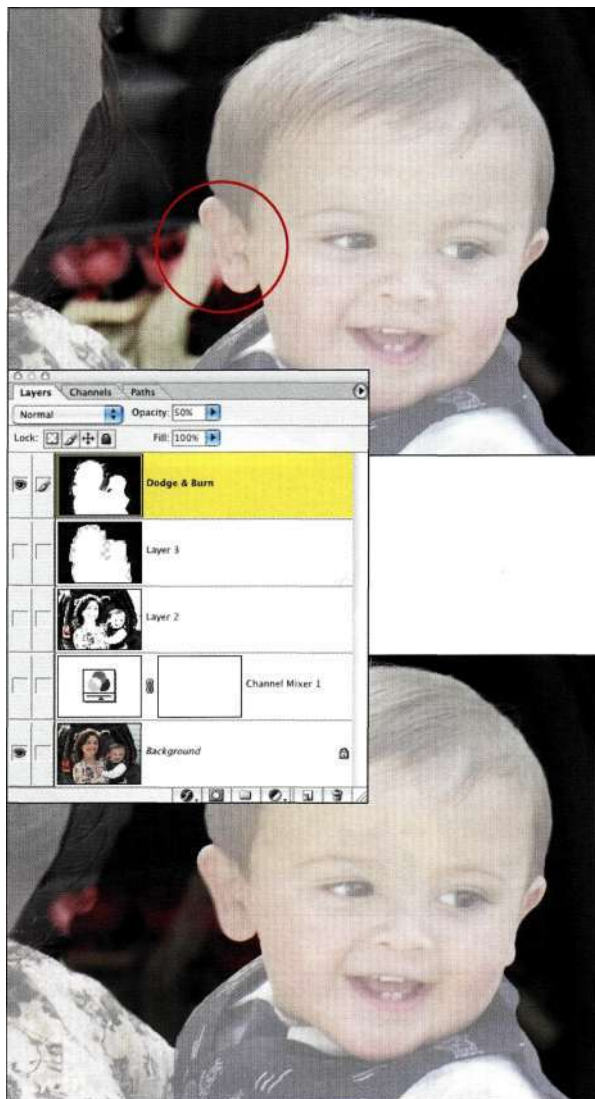 Layers Channels Paths
Normal Opacity: 50%
Lock: Fill: 100%
Dodge & Burn
Layer 3
Layer 2
Channel Mixer 1
Background